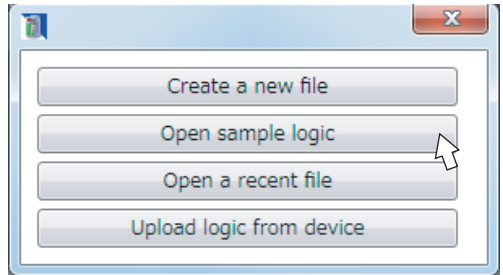 Create a new file
Open sample logic
Open a recent file
Upload logic from device